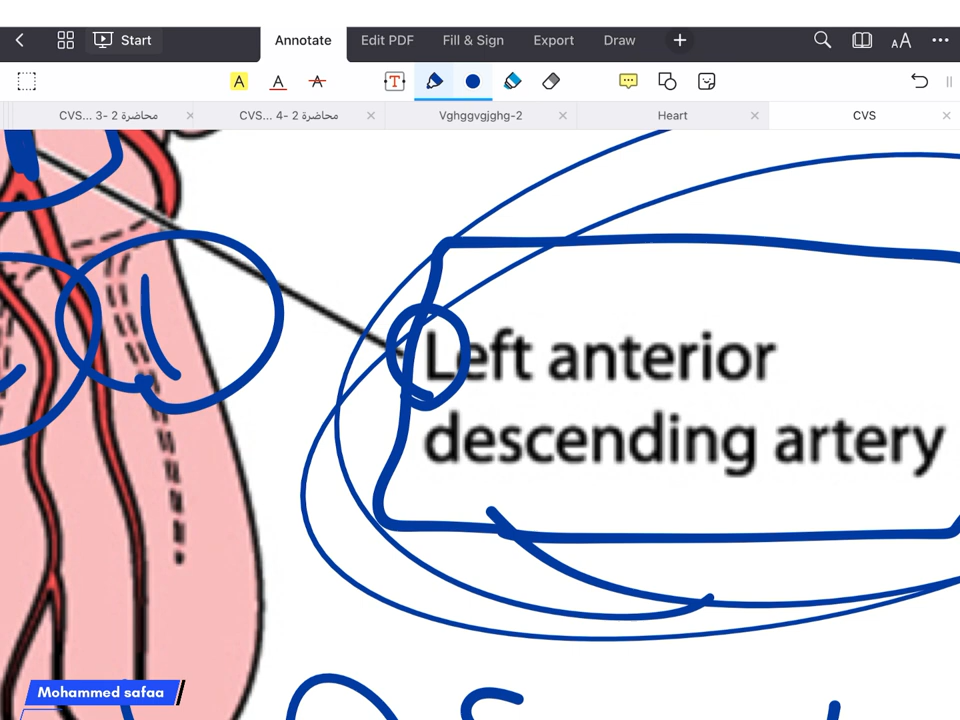 Start
Annotate
Edit PDF
Fill & Sign
Export
Draw
CVS... 3- محاضرة 2
CVS... 4- محاضرة 2
Vghggvgjghg-2
Heart
CVS
Left anterior
descending artery
Mohammed safaa